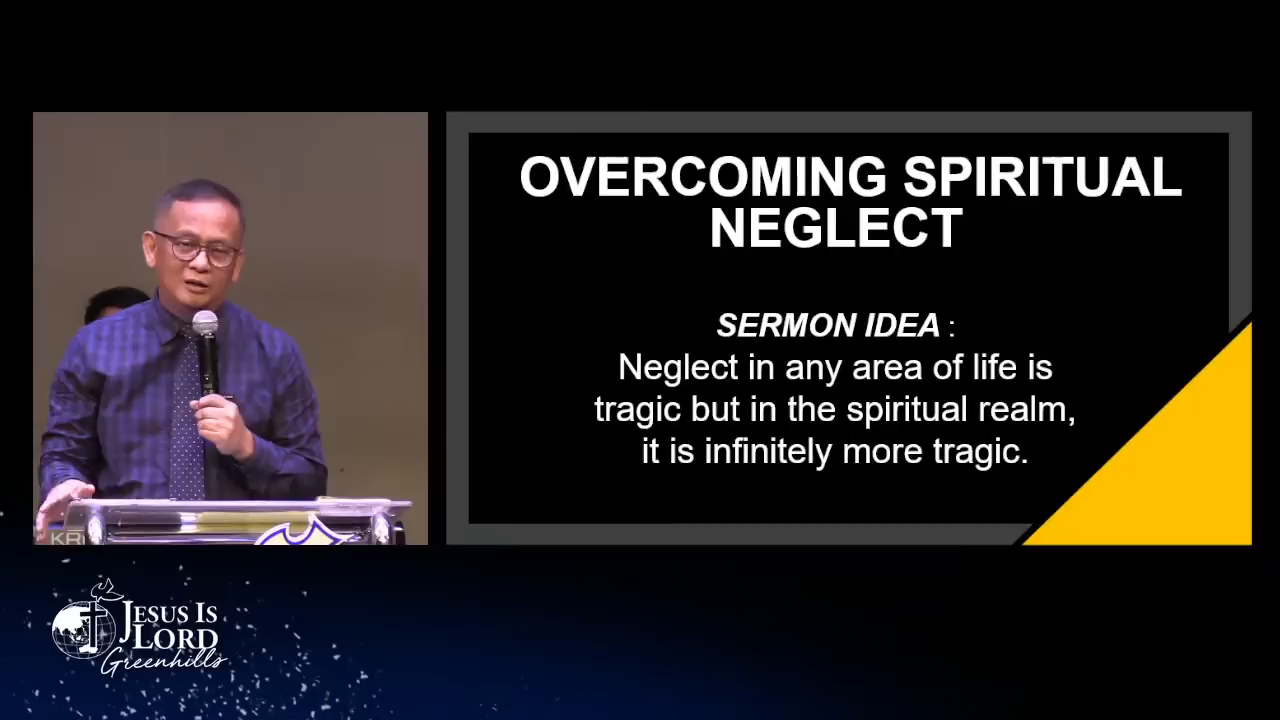 OVERCOMING SPIRITUAL
NEGLECT
SERMON IDEA :
Neglect in any area of life is
tragic but in the spiritual realm,
it is infinitely more tragic.
JESUS IS
LORD
Greenhills